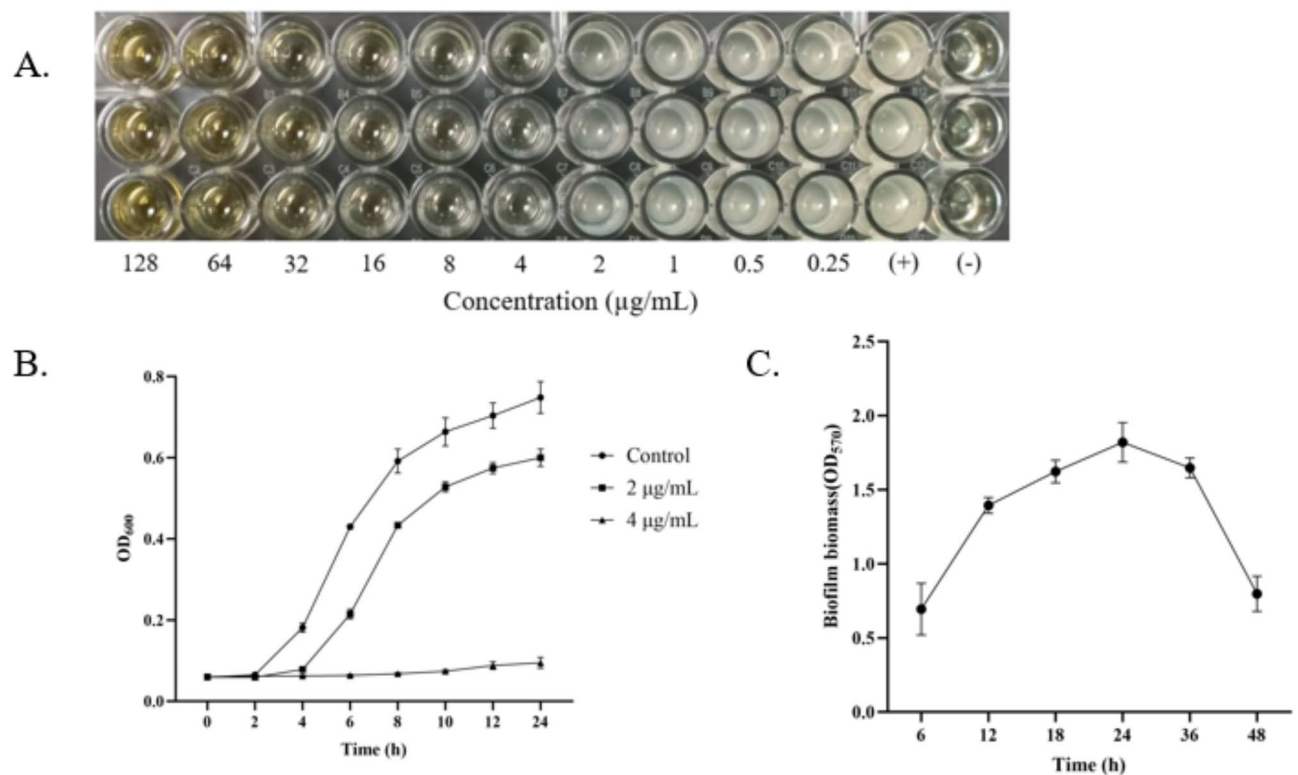 A.
128 64 32 16 8 4 2 1 0.5 0.25 (+) (-)
Concentration (µg/mL)
B.
0.8
0.6
0.4
0.2
0.0
OD600
0 2 4 6 8 10 12 24
Time (h)
Control
2 µg/mL
4 µg/mL
C.
2.5
2.0
1.5
1.0
0.5
0.0
Biofilm biomass(OD570)
6 12 18 24 36 48
Time (h)